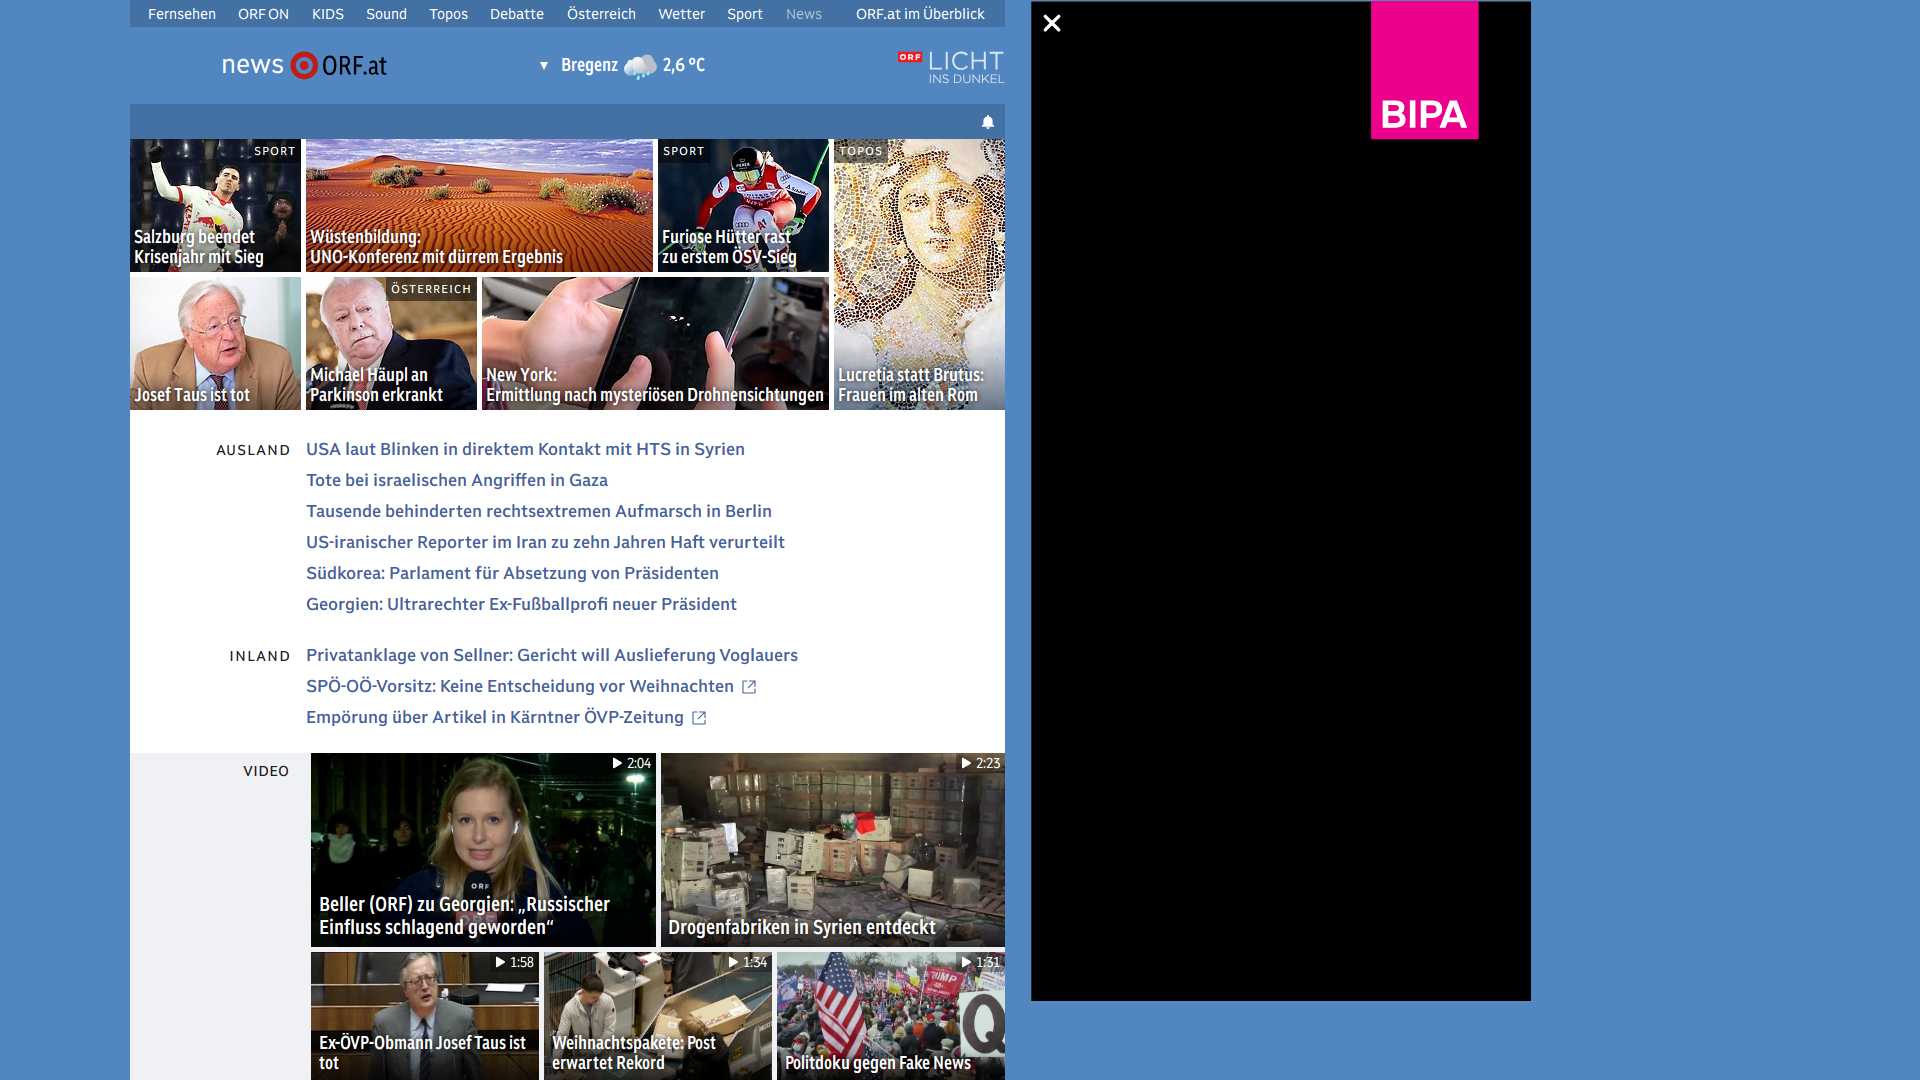 Fernsehen ORF ON KIDS Sound Topos Debatte Österreich Wetter Sport News ORF.at im Überblick
news ORF.at
Bregenz 2,6 °C
ORF LICHT
INS DUNKEL
BIPA
SPORT
Salzburg beendet
Krisenjahr mit Sieg
Wüstenbildung:
UNO-Konferenz mit dürrem Ergebnis
SPORT
Furiose Hütter rast
zu erstem ÖSV-Sieg
TOPOS
Lucretia statt Brutus:
Frauen im alten Rom
Josef Taus ist tot
ÖSTERREICH
Michael Häupl an
Parkinson erkrankt
New York:
Ermittlung nach mysteriösen Drohnensichtungen
AUSLAND
USA laut Blinken in direktem Kontakt mit HTS in Syrien
Tote bei israelischen Angriffen in Gaza
Tausende behinderten rechtsextremen Aufmarsch in Berlin
US-iranischer Reporter im Iran zu zehn Jahren Haft verurteilt
Südkorea: Parlament für Absetzung von Präsidenten
Georgien: Ultrarechter Ex-Fußballprofi neuer Präsident
INLAND
Privatanklage von Sellner: Gericht will Auslieferung Voglauers
SPÖ-OÖ-Vorsitz: Keine Entscheidung vor Weihnachten
Empörung über Artikel in Kärntner ÖVP-Zeitung
VIDEO
2:04
ORF
Beller (ORF) zu Georgien: „Russischer
Einfluss schlagend geworden“
2:23
Drogenfabriken in Syrien entdeckt
1:58
Ex-ÖVP-Obmann Josef Taus ist
tot
1:34
Weihnachtspakete: Post
erwartet Rekord
1:31
TRUMP
Q
Politdoku gegen Fake News